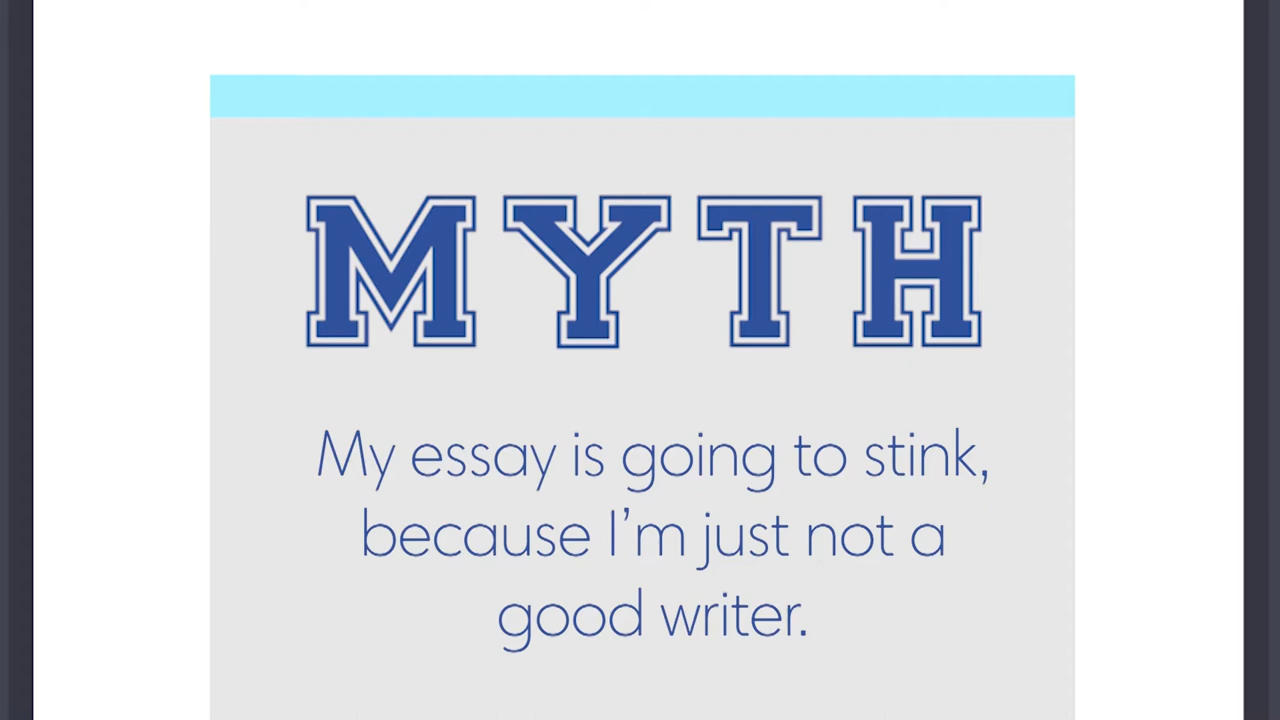 MYTH
My essay is going to stink,
because I'm just not a
good writer.